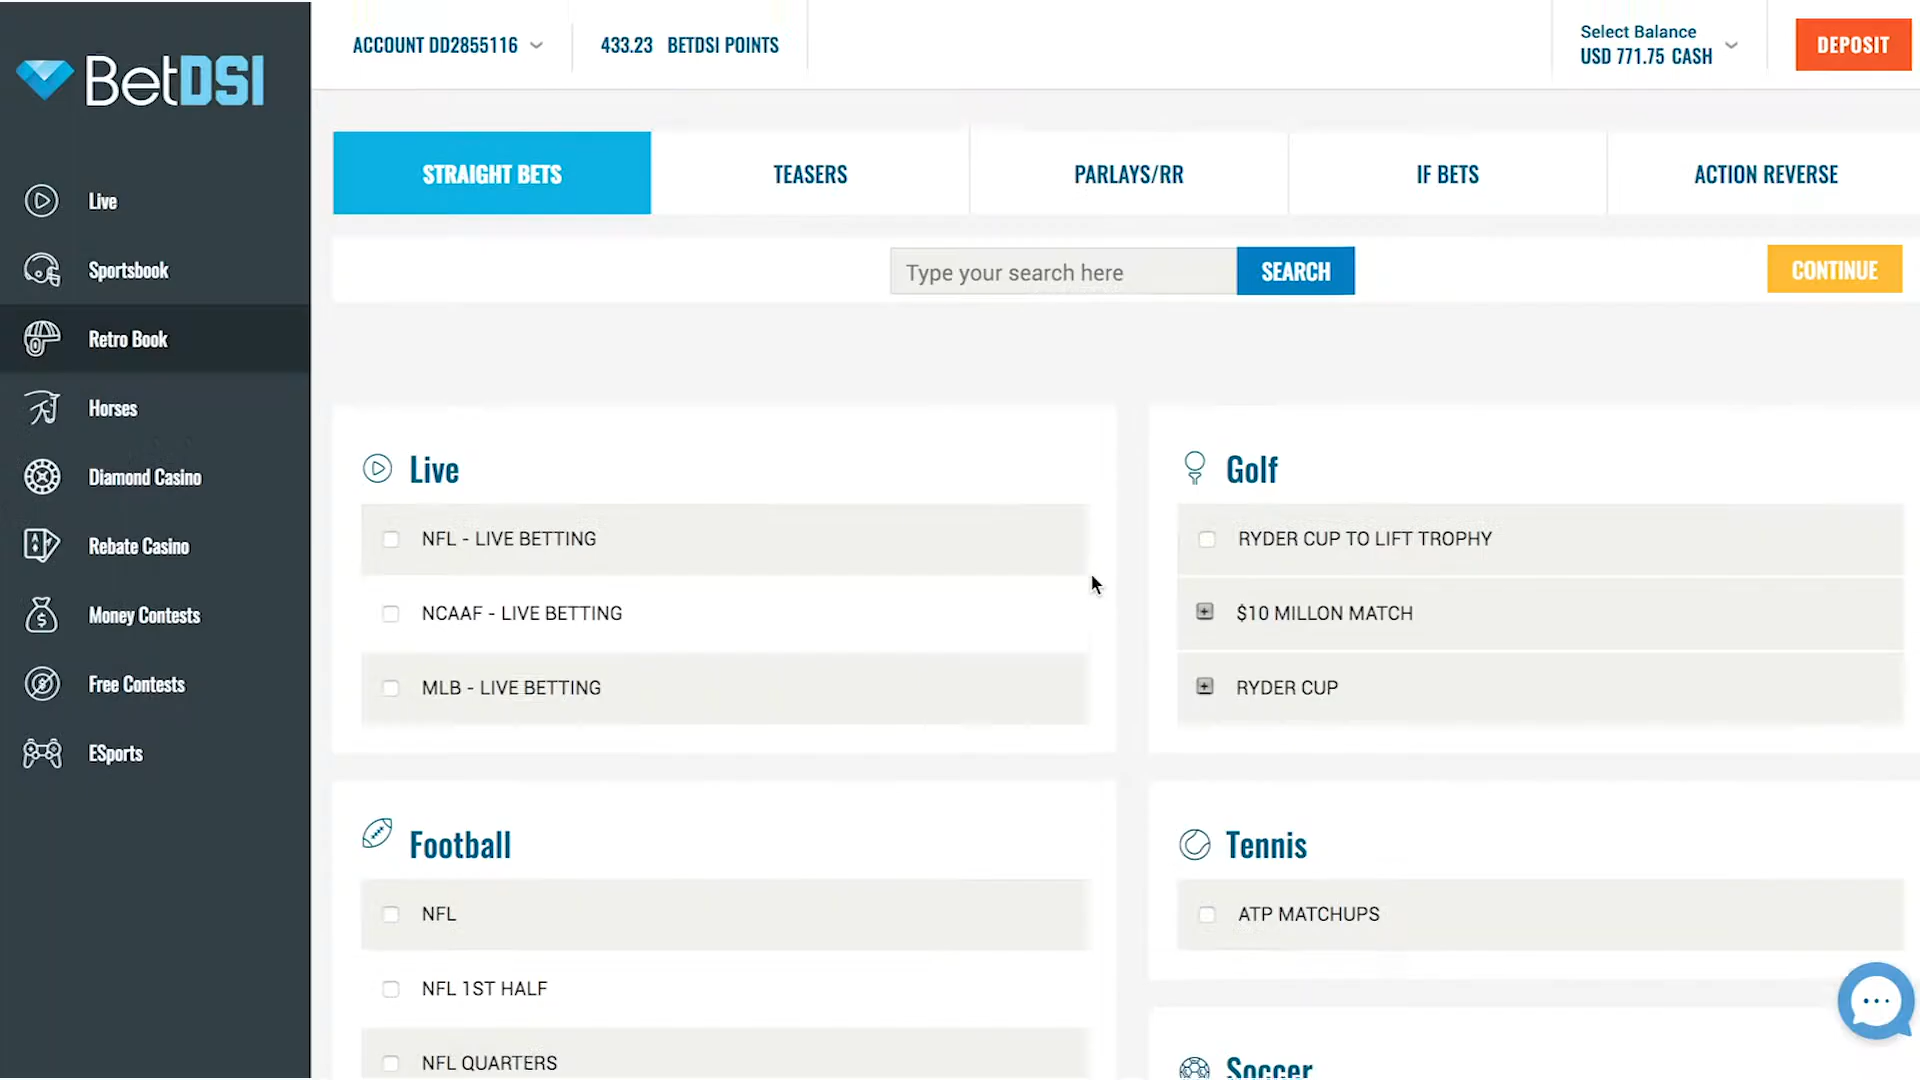 BetDSI
ACCOUNT DD2855116
433.23 BETDSI POINTS
Select Balance
USD 771.75 CASH
DEPOSIT
Live
Sportsbook
Retro Book
Horses
Diamond Casino
Rebate Casino
Money Contests
Free Contests
ESports
STRAIGHT BETS
TEASERS
PARLAYS/RR
IF BETS
ACTION REVERSE
Type your search here
SEARCH
CONTINUE
Live
NFL - LIVE BETTING
NCAAF - LIVE BETTING
MLB - LIVE BETTING
Golf
RYDER CUP TO LIFT TROPHY
$10 MILLON MATCH
RYDER CUP
Football
NFL
NFL 1ST HALF
NFL QUARTERS
Tennis
ATP MATCHUPS
Soccer